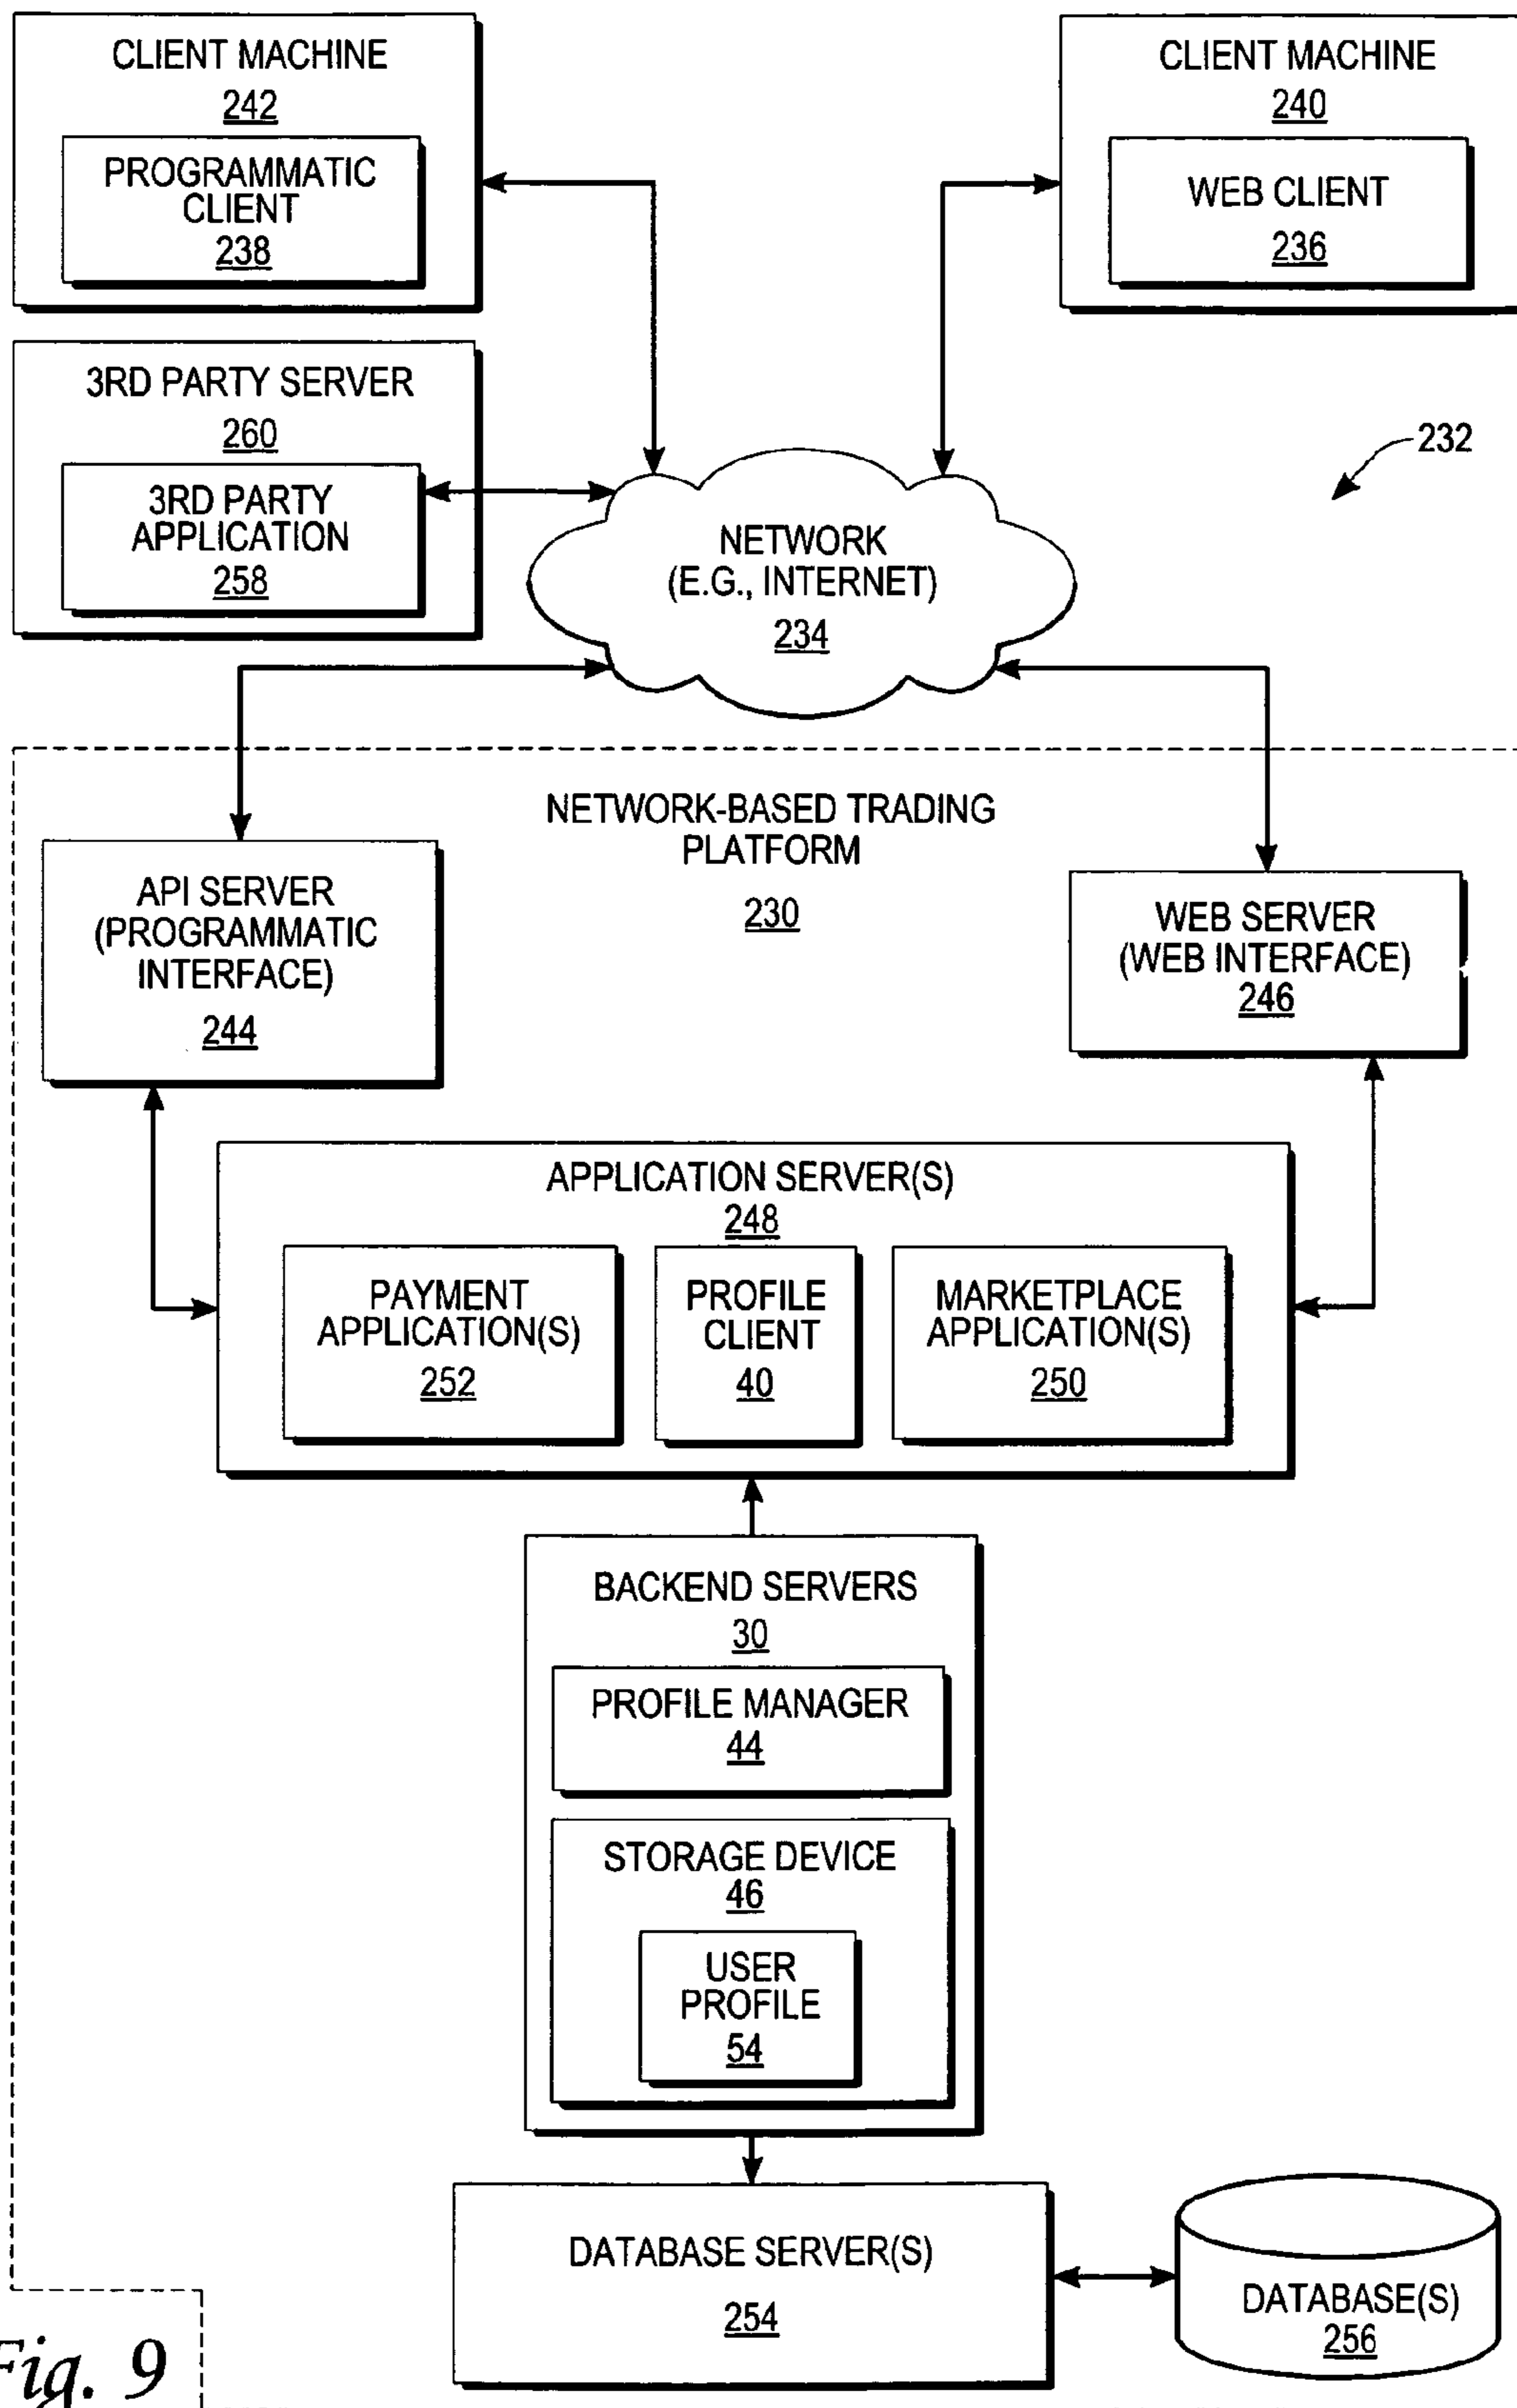 CLIENT MACHINE
242
PROGRAMMATIC
CLIENT
238
CLIENT MACHINE
240
WEB CLIENT
236
3RD PARTY SERVER
260
3RD PARTY
APPLICATION
258
232
NETWORK
(E.G., INTERNET)
234
NETWORK-BASED TRADING
PLATFORM
230
API SERVER
(PROGRAMMATIC
INTERFACE)
244
WEB SERVER
(WEB INTERFACE)
246
APPLICATION SERVER(S)
248
PAYMENT
APPLICATION(S)
252
PROFILE
CLIENT
40
MARKETPLACE
APPLICATION(S)
250
BACKEND SERVERS
30
PROFILE MANAGER
44
STORAGE DEVICE
46
USER
PROFILE
54
DATABASE SERVER(S)
254
DATABASE(S)
256
Fig. 9